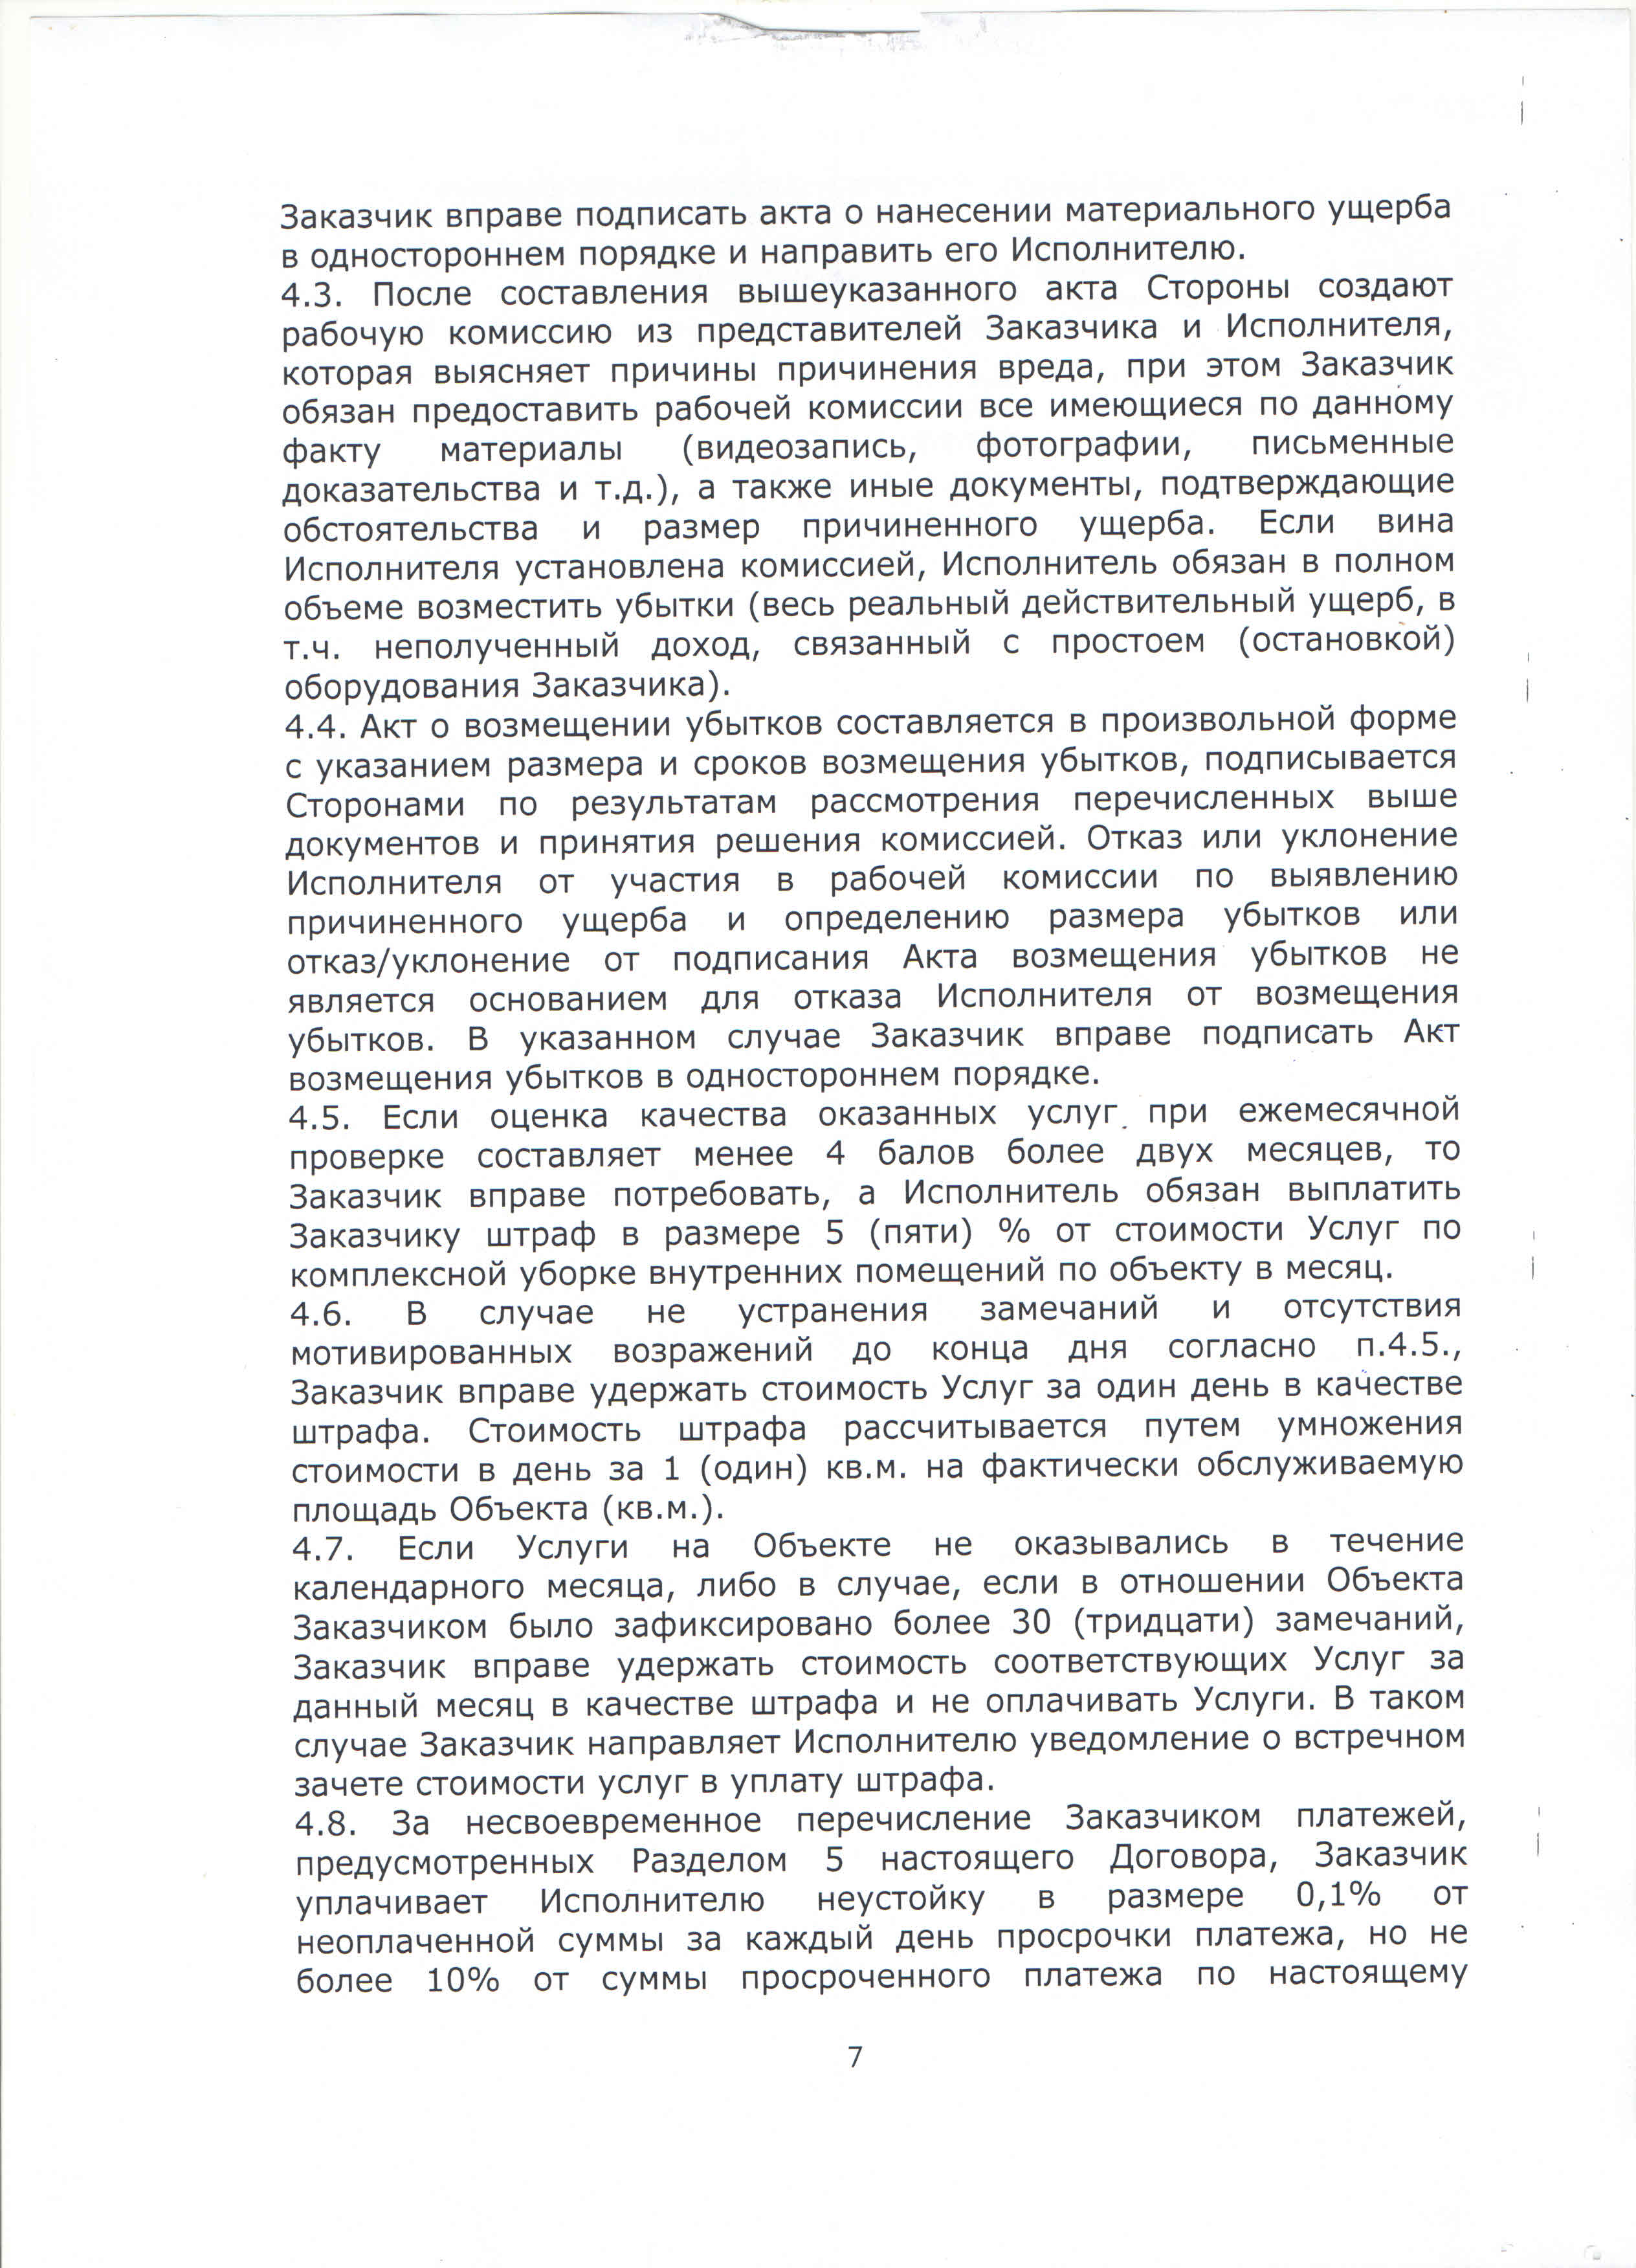 Заказчик вправе подписать акта о нанесении материального ущерба
в одностороннем порядке и направить его Исполнителю.
4.3. После составления вышеуказанного акта Стороны создают
рабочую комиссию из представителей Заказчика и Исполнителя,
которая выясняет причины причинения вреда, при этом Заказчик
обязан предоставить рабочей комиссии все имеющиеся по данному
факту материалы (видеозапись, фотографии, письменные
доказательства и т.д.), а также иные документы, подтверждающие
обстоятельства и размер причиненного ущерба. Если вина
Исполнителя установлена комиссией, Исполнитель обязан в полном
объеме возместить убытки (весь реальный действительный ущерб, в
т.ч. неполученный доход, связанный с простоем (остановкой)
оборудования Заказчика).
4.4. Акт о возмещении убытков составляется в произвольной форме
с указанием размера и сроков возмещения убытков, подписывается
Сторонами по результатам рассмотрения перечисленных выше
документов и принятия решения комиссией. Отказ или уклонение
Исполнителя от участия в рабочей комиссии по выявлению
причиненного ущерба и определению размера убытков или
отказ/уклонение от подписания Акта возмещения убытков не
является основанием для отказа Исполнителя от возмещения
убытков. В указанном случае Заказчик вправе подписать Акт
возмещения убытков в одностороннем порядке.
4.5. Если оценка качества оказанных услуг при ежемесячной
проверке составляет менее 4 балов более двух месяцев, то
Заказчик вправе потребовать, а Исполнитель обязан выплатить
Заказчику штраф в размере 5 (пяти) % от стоимости Услуг по
комплексной уборке внутренних помещений по объекту в месяц.
4.6. В случае не устранения замечаний и отсутствия
мотивированных возражений до конца дня согласно п.4.5.,
Заказчик вправе удержать стоимость Услуг за один день в качестве
штрафа. Стоимость штрафа рассчитывается путем умножения
стоимости в день за 1 (один) кв.м. на фактически обслуживаемую
площадь Объекта (кв.м.).
4.7. Если Услуги на Объекте не оказывались в течение
календарного месяца, либо в случае, если в отношении Объекта
Заказчиком было зафиксировано более 30 (тридцати) замечаний,
Заказчик вправе удержать стоимость соответствующих Услуг за
данный месяц в качестве штрафа и не оплачивать Услуги. В таком
случае Заказчик направляет Исполнителю уведомление о встречном
зачете стоимости услуг в уплату штрафа.
4.8. За несвоевременное перечисление Заказчиком платежей,
предусмотренных Разделом 5 настоящего Договора, Заказчик
уплачивает Исполнителю неустойку в размере 0,1% от
неоплаченной суммы за каждый день просрочки платежа, но не
более 10% от суммы просроченного платежа по настоящему
7